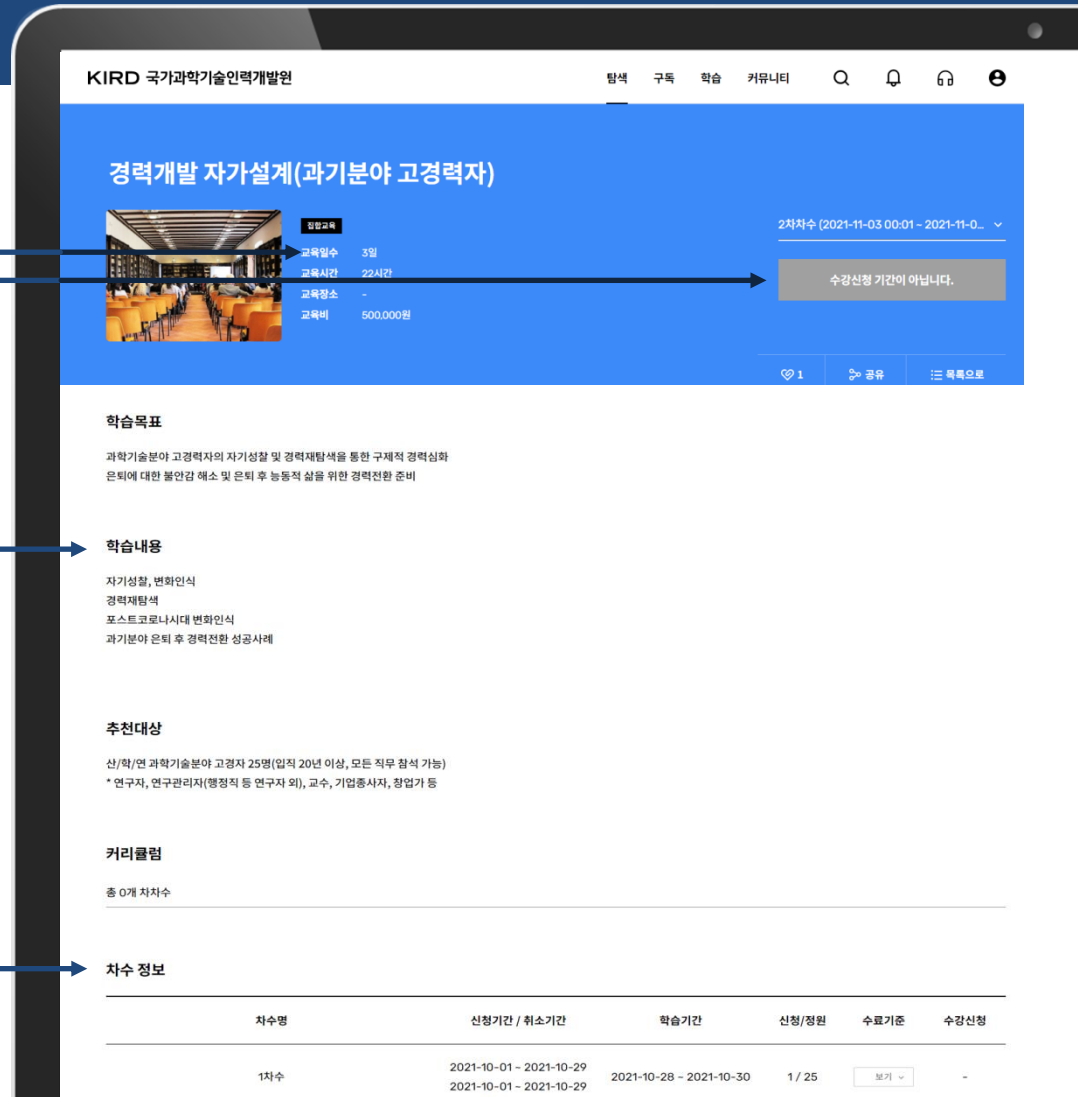 KIRD 국가과학기술인력개발원
탐색 구독 학습 커뮤니티
경력개발 자가설계(과기분야 고경력자)
집합교육
교육일수 3일
교육시간 22시간
교육장소 -
교육비 500,000원
2차차수 (2021-11-03 00:01 ~ 2021-11-0...
수강신청 기간이 아닙니다.
1 공유 목록으로
학습목표
과학기술분야 고경력자의 자기성찰 및 경력재탐색을 통한 구제적 경력심화
은퇴에 대한 불안감 해소 및 은퇴 후 능동적 삶을 위한 경력전환 준비
학습내용
자기성찰, 변화인식
경력재탐색
포스트코로나시대 변화인식
과기분야 은퇴 후 경력전환 성공사례
추천대상
산/학/연 과학기술분야 고경자 25명(입직 20년 이상, 모든 직무 참석 가능)
* 연구자, 연구관리자(행정직 등 연구자 외), 교수, 기업종사자, 창업가 등
커리큘럼
총 0개 차차수
차수 정보
차수명 신청기간 / 취소기간 학습기간 신청/정원 수료기준 수강신청
2021-10-01 ~ 2021-10-29
1차수 2021-10-28 ~ 2021-10-30 1 / 25 보기 -
2021-10-01 ~ 2021-10-29